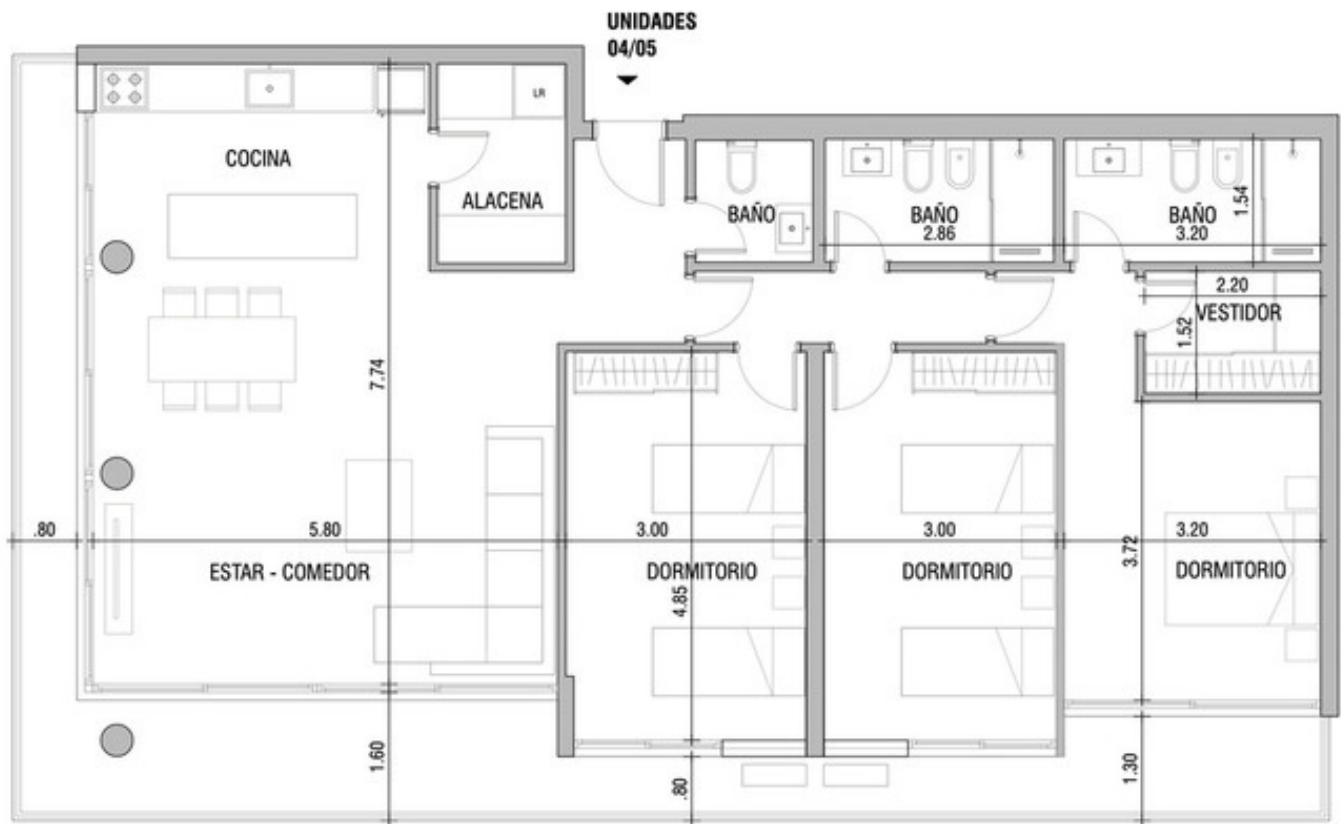 UNIDADES
04/05
LR
COCINA
ALACENA
BAÑO
BAÑO
2.86
BAÑO
3.20
1.54
2.20
VESTIDOR
1.52
7.74
.80
5.80
3.00
3.00
3.20
ESTAR - COMEDOR
DORMITORIO
4.85
DORMITORIO
3.72
DORMITORIO
1.60
.80
1.30